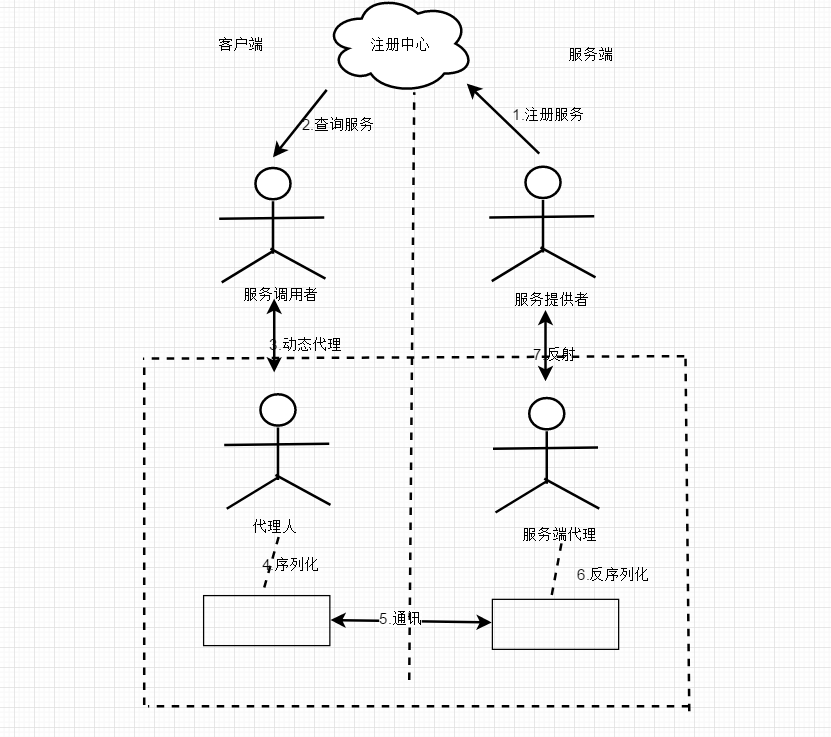 客户端
注册中心
服务端
1.注册服务
2.查询服务
服务调用者
服务提供者
3.动态代理
7.反射
代理人
服务端代理
4.序列化
6.反序列化
5.通讯